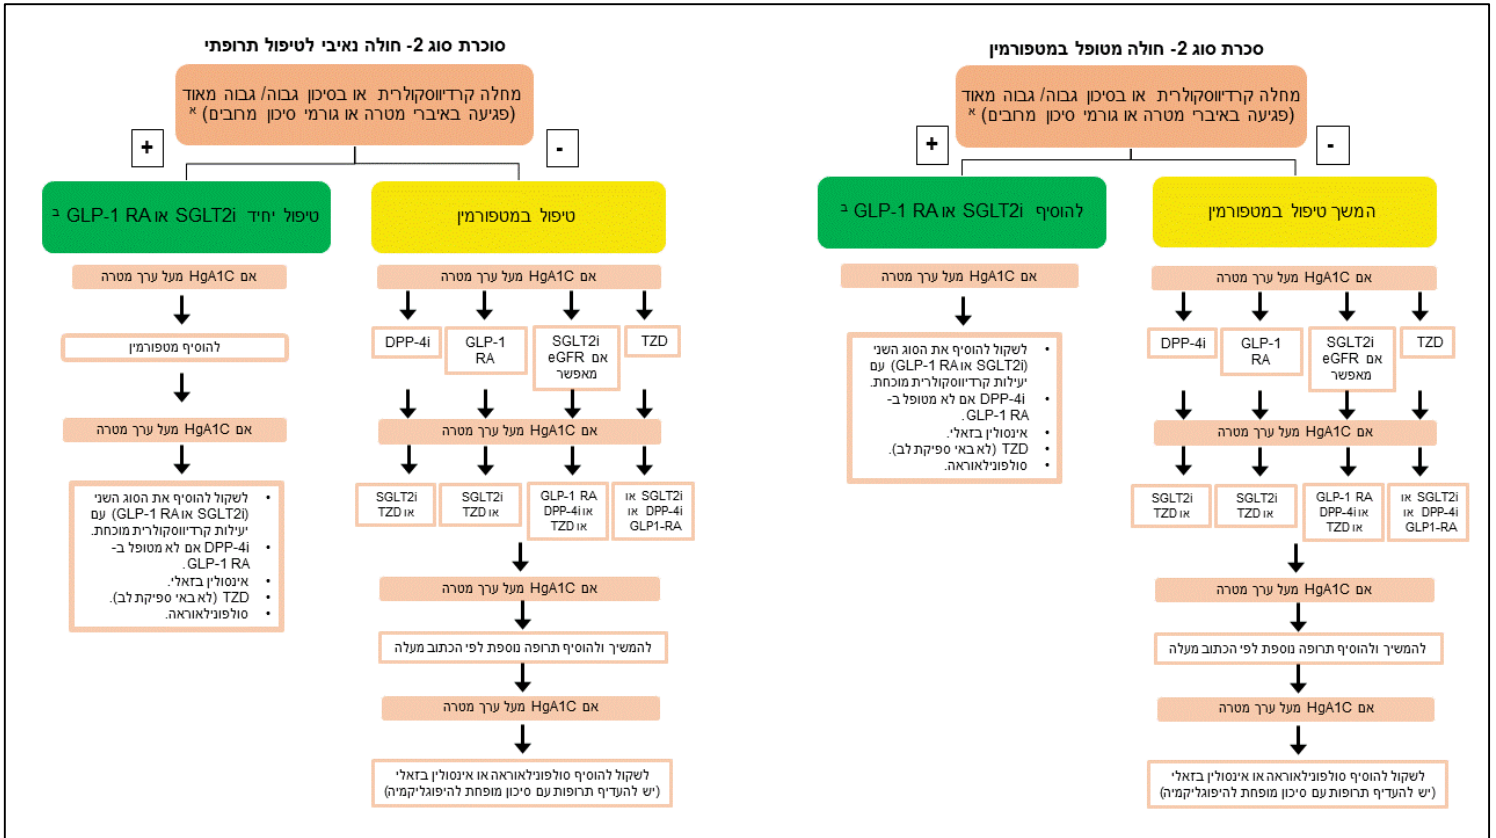 סכרת סוג 2- חולה מטופל במטפורמין
מחלה קרדיווסקולרית או בסיכון גבוה/ גבוה מאוד
(פגיעה באיברי מטרה או גורמי סיכון מרובים) א
-
+
המשך טיפול במטפורמין
להוסיף SGLT2i או GLP-1 RA ב
אם HgA1C מעל ערך מטרה
TZD
SGLT2i
אם eGFR
מאפשר
GLP-1
RA
DPP-4i
אם HgA1C מעל ערך מטרה
SGLT2i או
DPP-4i או
GLP1-RA
GLP-1 RA
או DPP-4i
או TZD
SGLT2i
או TZD
SGLT2i
או TZD
אם HgA1C מעל ערך מטרה
להמשיך ולהוסיף תרופה נוספת לפי הכתוב מעלה
אם HgA1C מעל ערך מטרה
לשקול להוסיף סולפונילאוראה או אינסולין בזאלי
(יש להעדיף תרופות עם סיכון מופחת להיפוגליקמיה)
אם HgA1C מעל ערך מטרה
• לשקול להוסיף את הסוג השני
(SGLT2i או GLP-1 RA) עם
יעילות קרדיווסקולרית מוכחת.
• DPP-4i אם לא מטופל ב-
GLP-1 RA.
• אינסולין בזאלי.
• TZD (לא באי ספיקת לב).
• סולפונילאוראה.
סוכרת סוג 2- חולה נאיבי לטיפול תרופתי
מחלה קרדיווסקולרית או בסיכון גבוה/ גבוה מאוד
(פגיעה באיברי מטרה או גורמי סיכון מרובים) א
-
+
טיפול במטפורמין
טיפול יחיד SGLT2i או GLP-1 RA ב
אם HgA1C מעל ערך מטרה
TZD
SGLT2i
אם eGFR
מאפשר
GLP-1
RA
DPP-4i
אם HgA1C מעל ערך מטרה
SGLT2i או
DPP-4i או
GLP1-RA
GLP-1 RA
או DPP-4i
או TZD
SGLT2i
או TZD
SGLT2i
או TZD
אם HgA1C מעל ערך מטרה
להמשיך ולהוסיף תרופה נוספת לפי הכתוב מעלה
אם HgA1C מעל ערך מטרה
לשקול להוסיף סולפונילאוראה או אינסולין בזאלי
(יש להעדיף תרופות עם סיכון מופחת להיפוגליקמיה)
אם HgA1C מעל ערך מטרה
להוסיף מטפורמין
אם HgA1C מעל ערך מטרה
• לשקול להוסיף את הסוג השני
(SGLT2i או GLP-1 RA) עם
יעילות קרדיווסקולרית מוכחת.
• DPP-4i אם לא מטופל ב-
GLP-1 RA.
• אינסולין בזאלי.
• TZD (לא באי ספיקת לב).
• סולפונילאוראה.